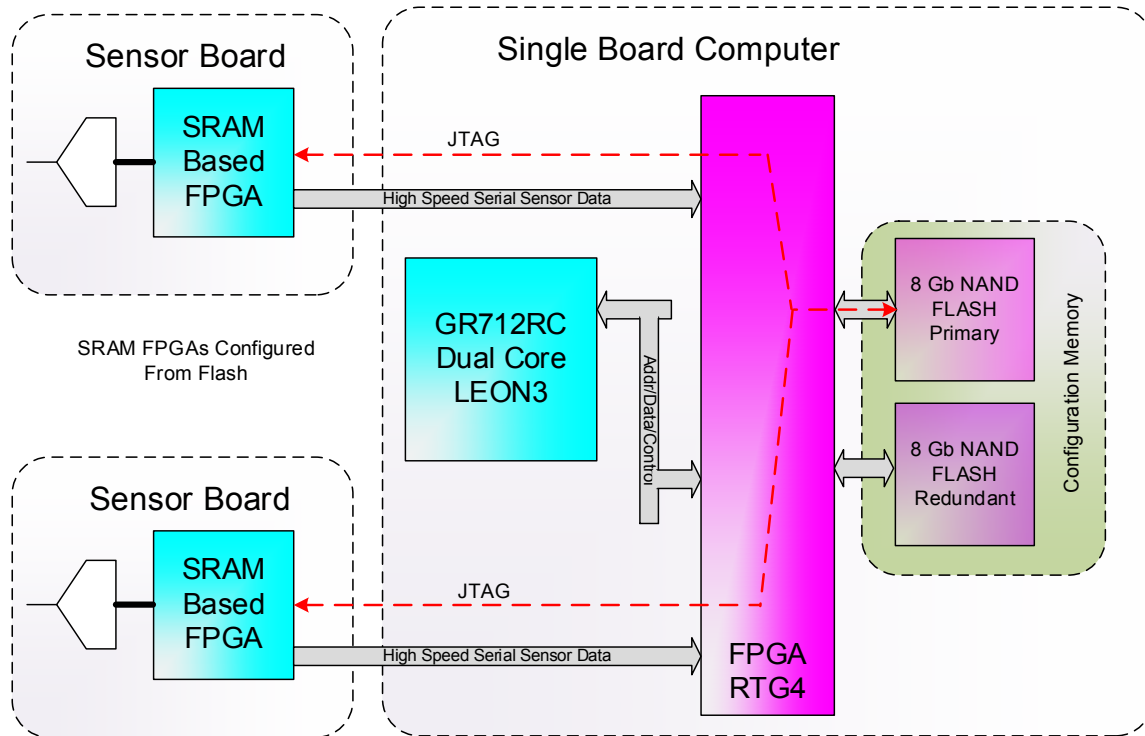 Sensor Board
SRAM
Based
FPGA
Single Board Computer
JTAG
High Speed Serial Sensor Data
SRAM FPGAs Configured
From Flash
GR712RC
Dual Core
LEON3
Addr/Data/Control
8 Gb NAND
FLASH
Primary
8 Gb NAND
FLASH
Redundant
Configuration Memory
Sensor Board
SRAM
Based
FPGA
JTAG
High Speed Serial Sensor Data
FPGA
RTG4